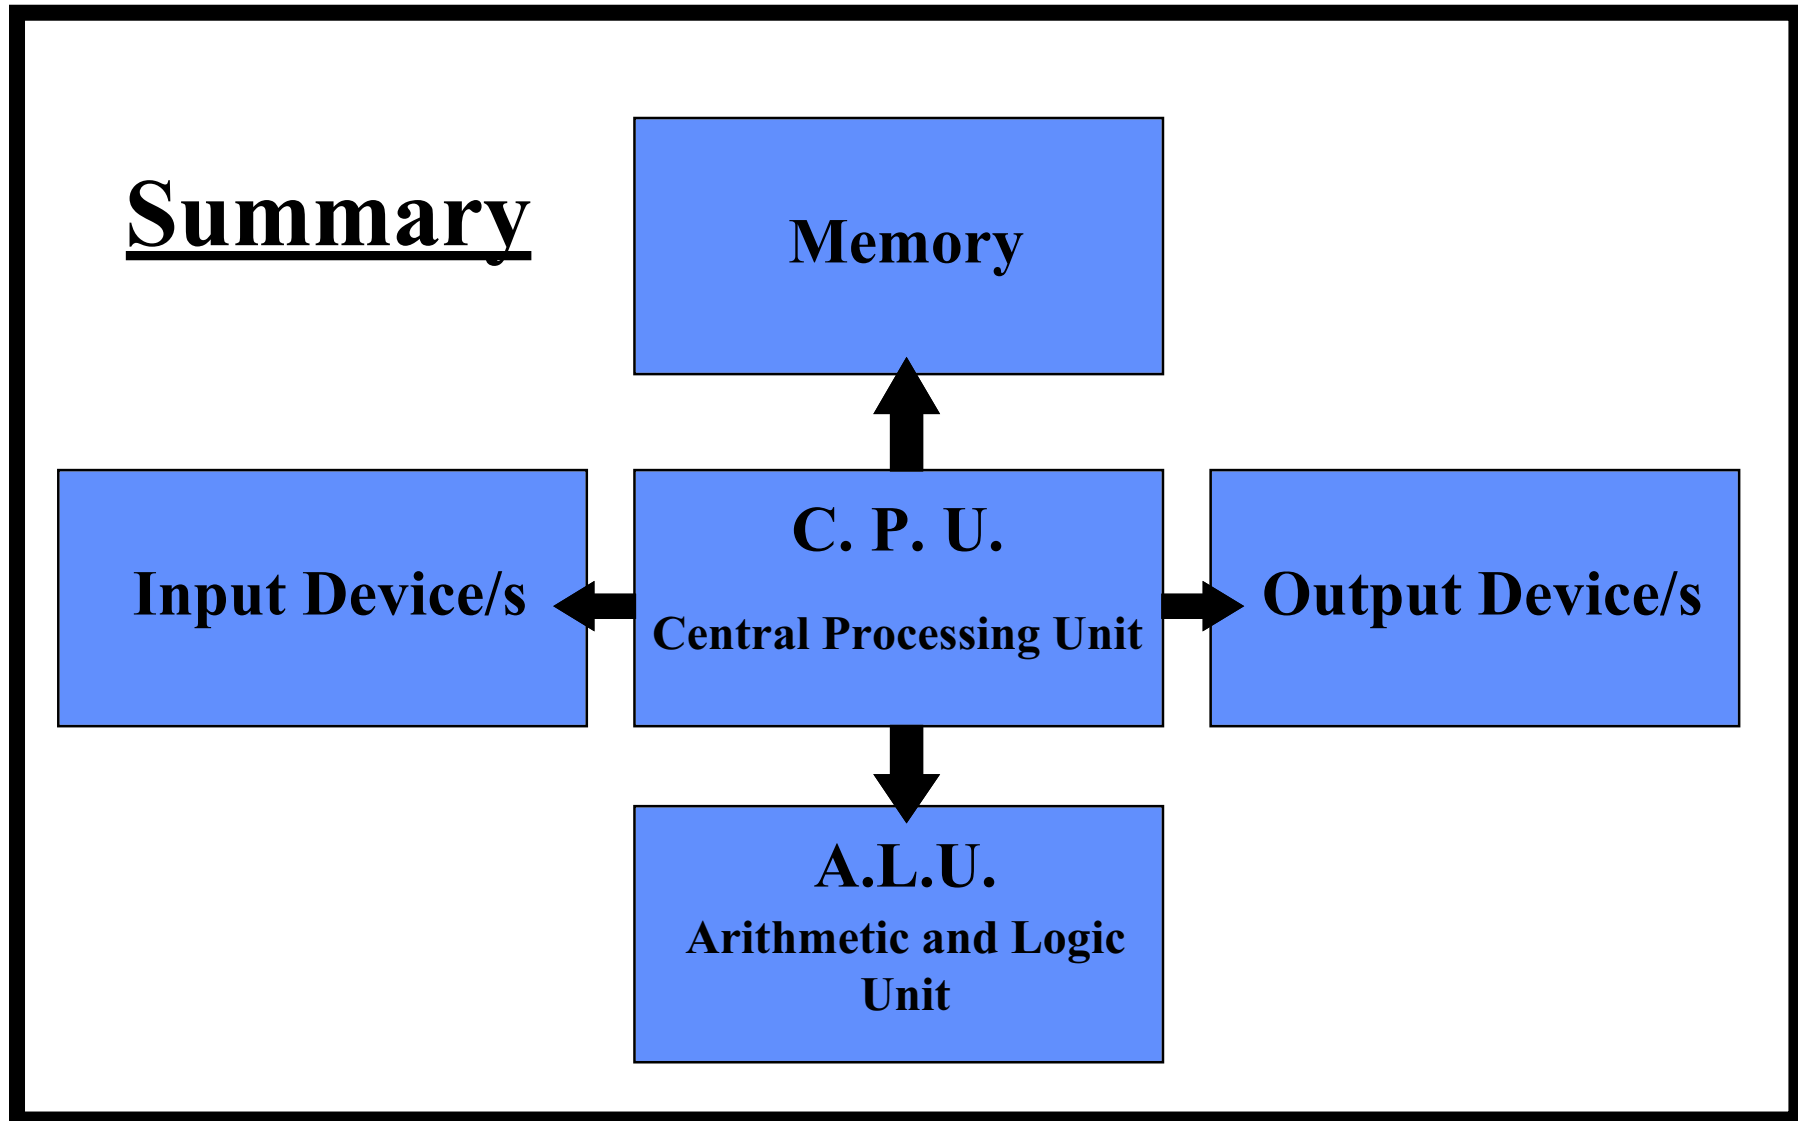 Summary
Memory
Input Device/s
C. P. U.
Central Processing Unit
Output Device/s
A.L.U.
Arithmetic and Logic
Unit